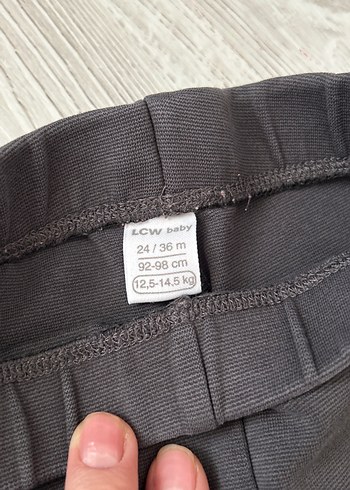 LCW baby
24 / 36 m
92-98 cm
12,5-14,5 kg